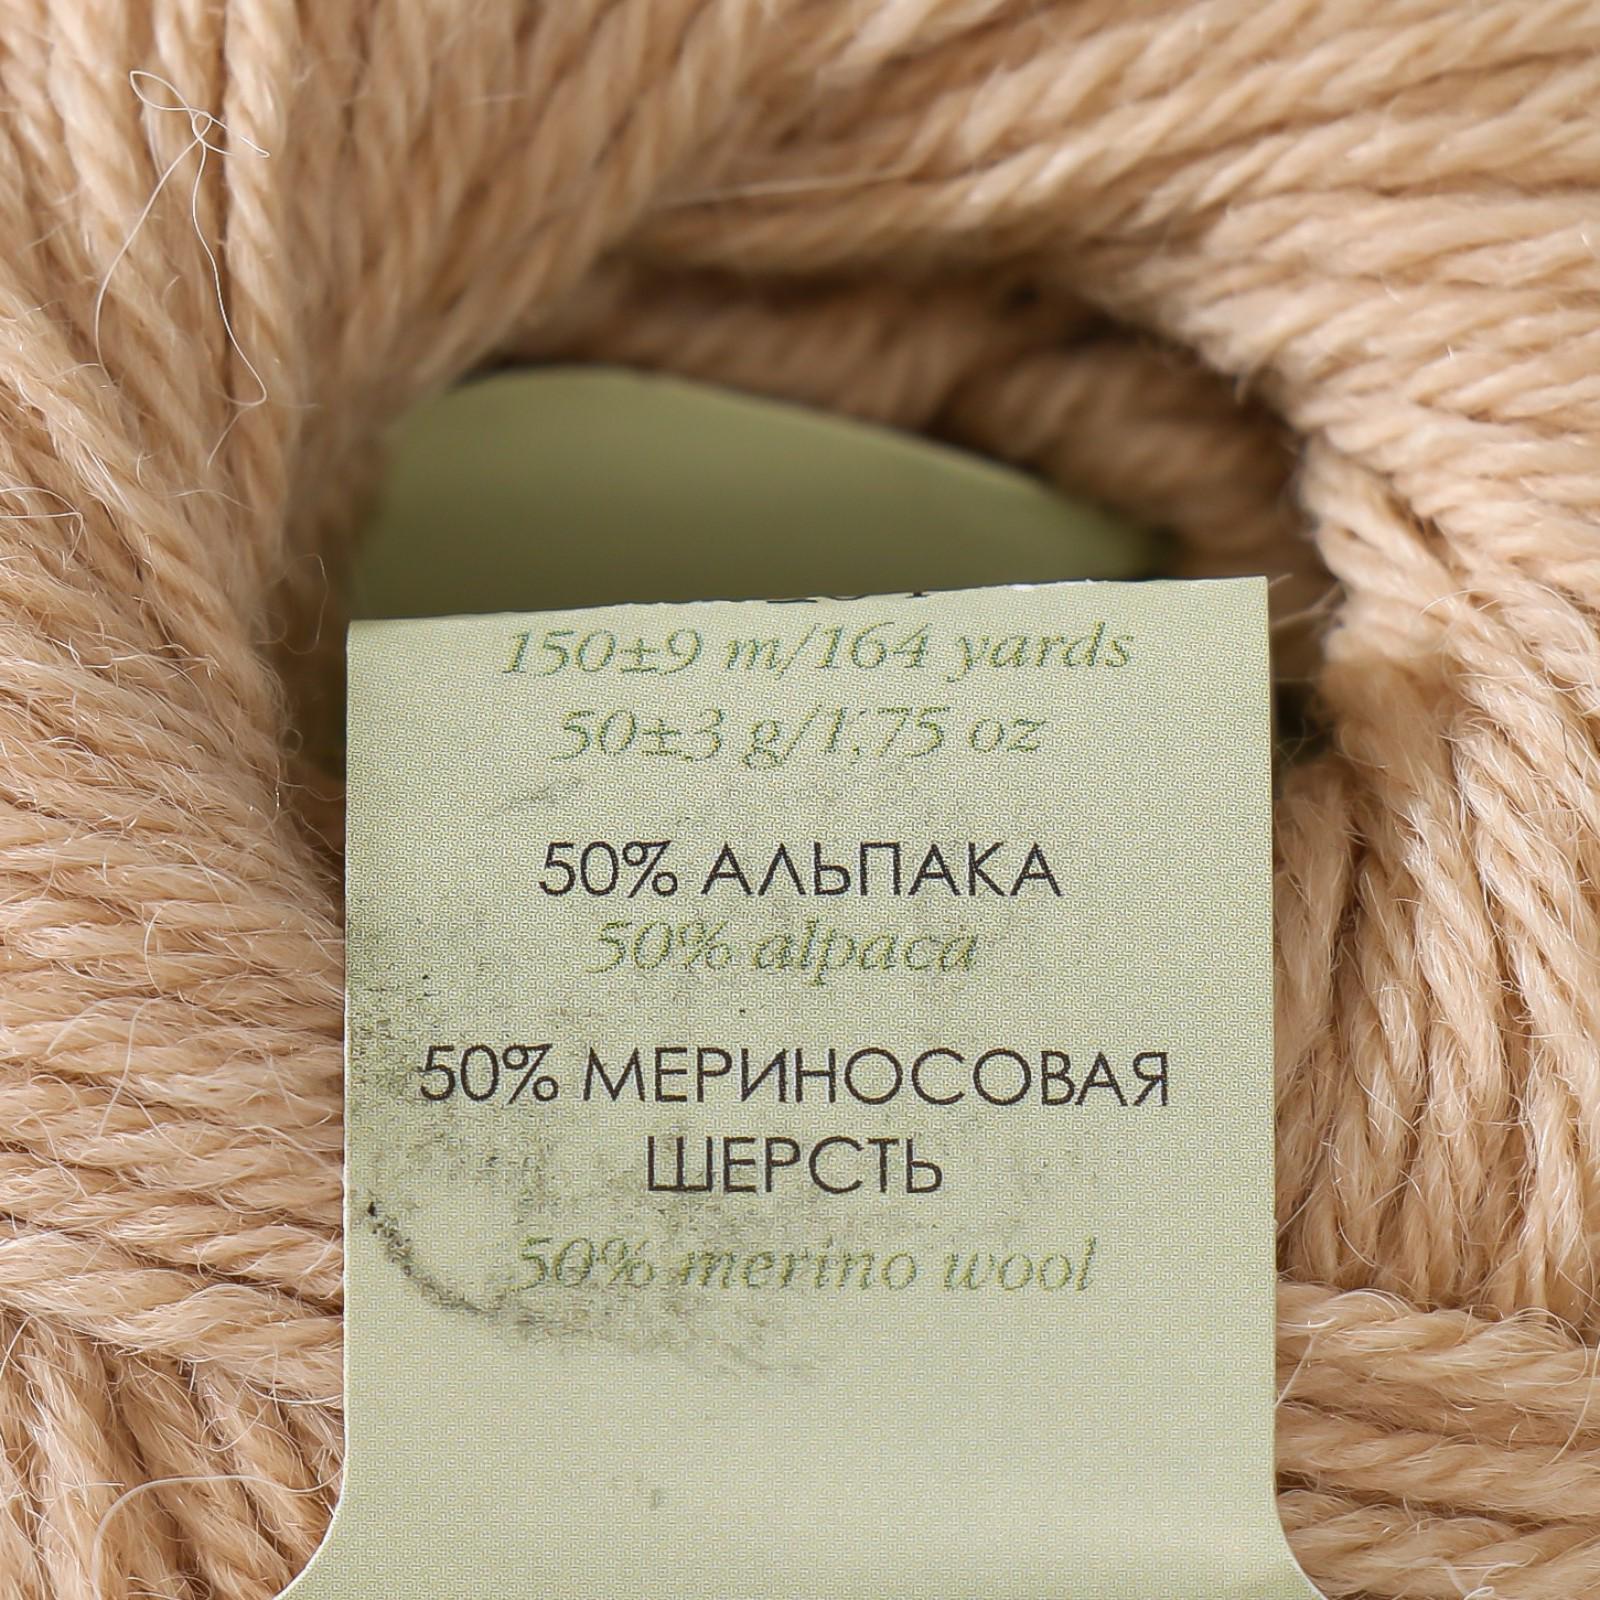 150±9 m/164 yards
50±3 g/1,75 oz
50% АЛЬПАКА
50% alpaca
50% МЕРИНОСОВАЯ
ШЕРСТЬ
50% merino wool